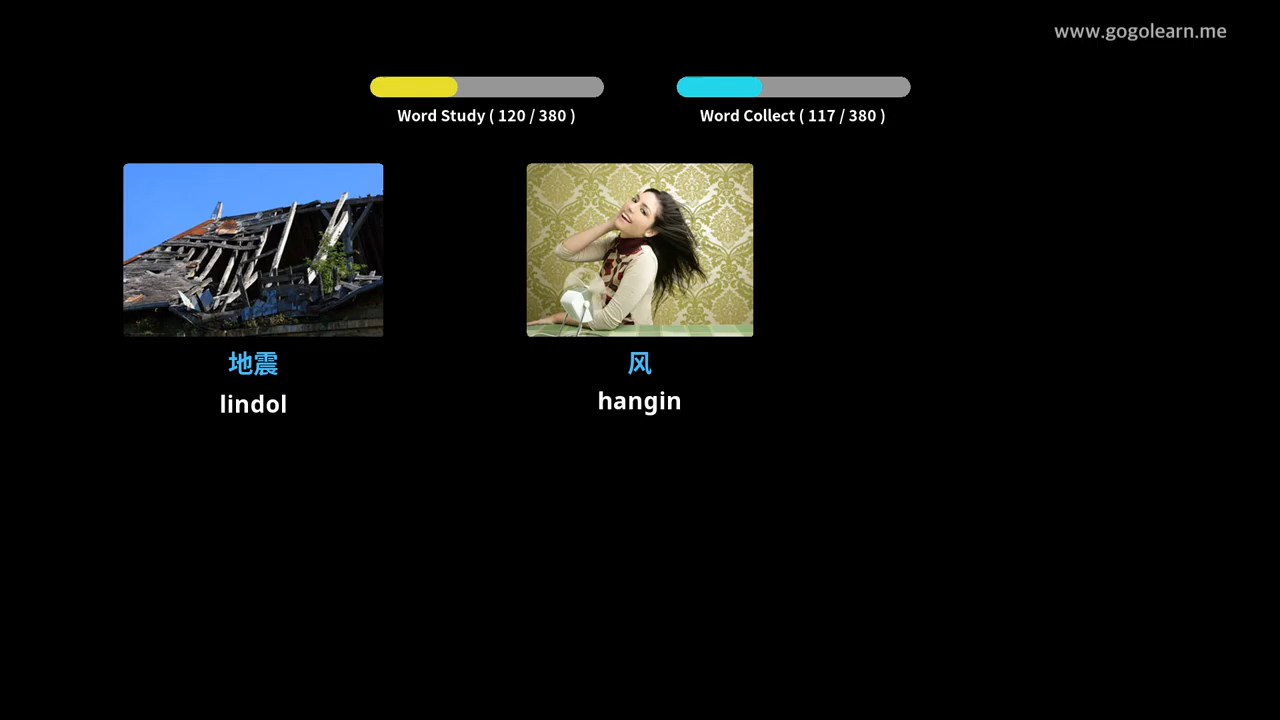 www.gogolearn.me
Word Study ( 120 / 380 )
Word Collect ( 117 / 380 )
地震
lindol
风
hangin